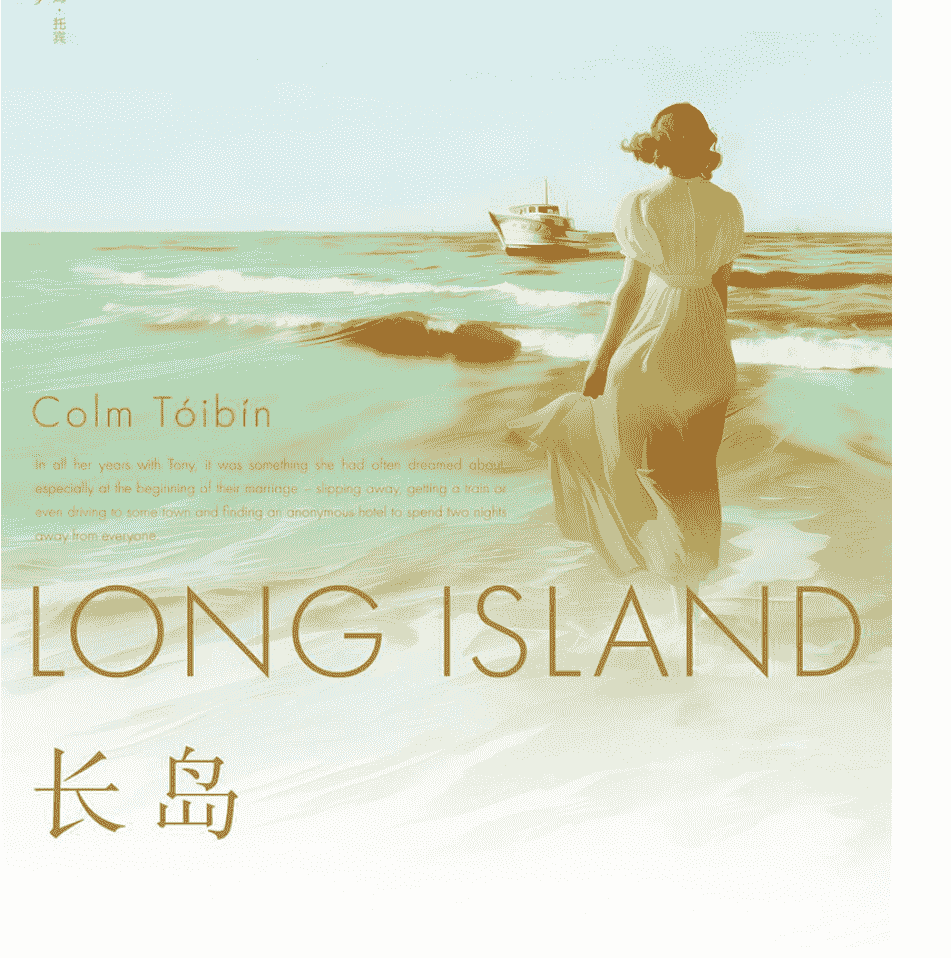 ·托宾
Colm Tóibín
In all her years with Tony, it was something she had often dreamed about,
especially at the beginning of their marriage – slipping away, getting a train or
even driving to some town and finding an anonymous hotel to spend two nights
away from everyone.
LONG ISLAND
长岛